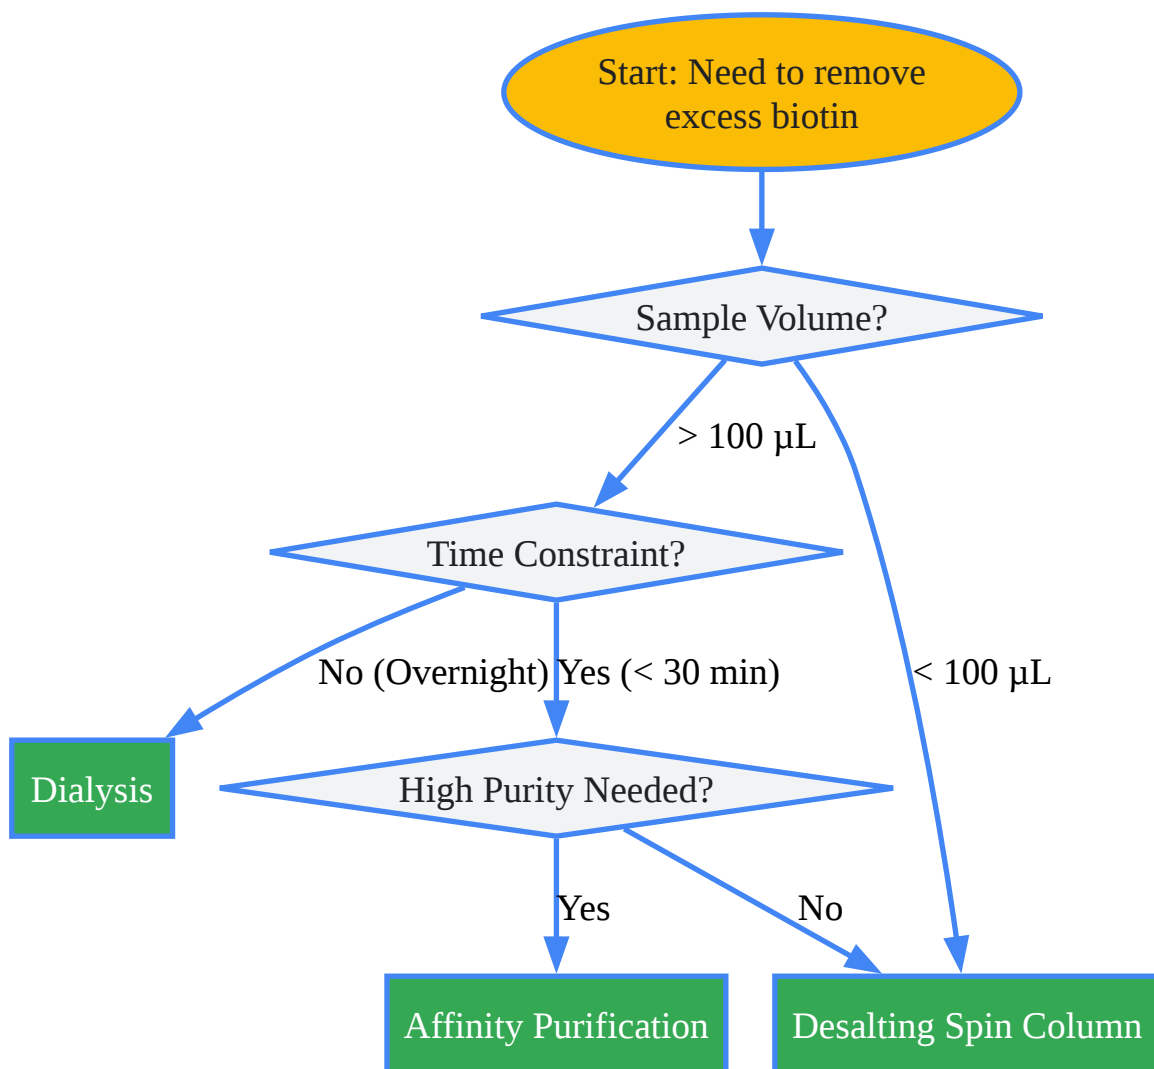 Start: Need to remove
excess biotin
Sample Volume?
> 100 µL
Time Constraint?
No (Overnight)
Yes (< 30 min)
< 100 µL
Dialysis
High Purity Needed?
Yes
No
Affinity Purification
Desalting Spin Column